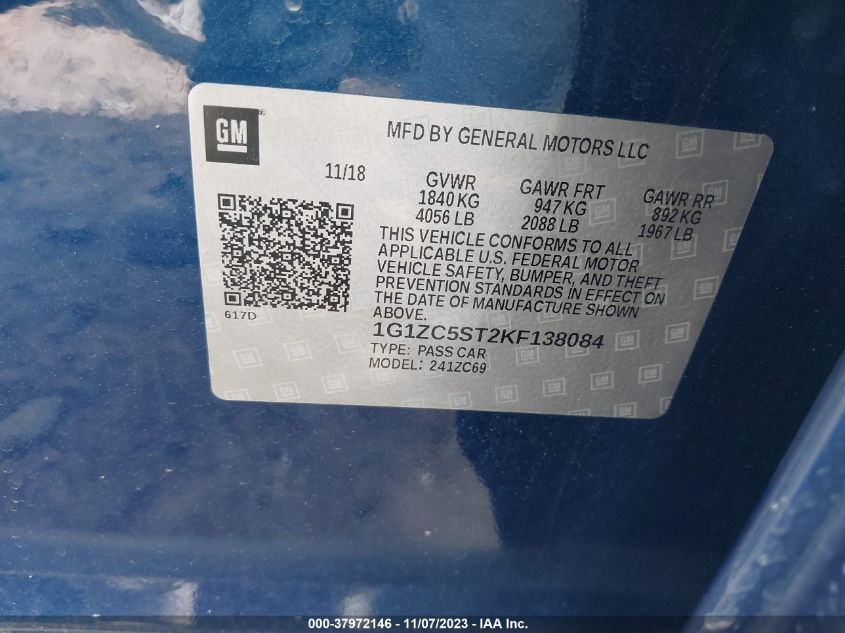 GM
MFD BY GENERAL MOTORS LLC
11/18
GVWR
1840 KG
4056 LB
GAWR FRT
947 KG
2088 LB
GAWR RR
892 KG
1967 LB
THIS VEHICLE CONFORMS TO ALL
APPLICABLE U.S. FEDERAL MOTOR
VEHICLE SAFETY, BUMPER, AND THEFT
PREVENTION STANDARDS IN EFFECT ON
THE DATE OF MANUFACTURE SHOWN
ABOVE.
617D
1G1ZC5ST2KF138084
TYPE: PASS CAR
MODEL: 241ZC69
000-37972146 - 11/07/2023 - IAA Inc.